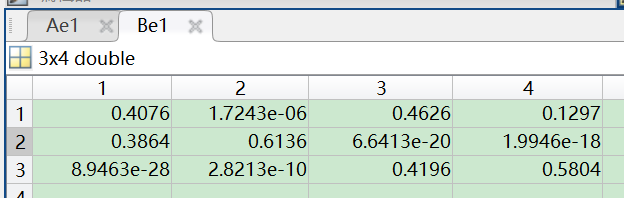 Ae1 Be1
3x4 double
1 2 3 4
1 0.4076 1.7243e-06 0.4626 0.1297
2 0.3864 0.6136 6.6413e-20 1.9946e-18
3 8.9463e-28 2.8213e-10 0.4196 0.5804